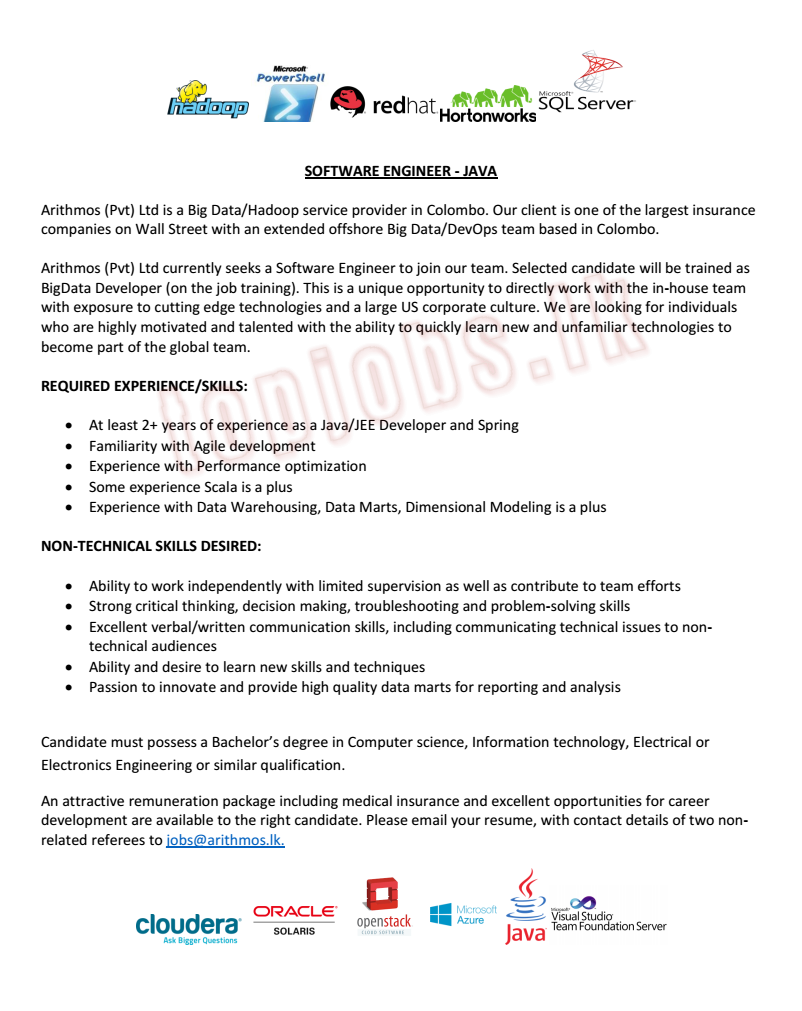 hadoop
Microsoft
PowerShell
redhat
Hortonworks
Microsoft
SQL Server
SOFTWARE ENGINEER - JAVA
Arithmos (Pvt) Ltd is a Big Data/Hadoop service provider in Colombo. Our client is one of the largest insurance
companies on Wall Street with an extended offshore Big Data/DevOps team based in Colombo.
Arithmos (Pvt) Ltd currently seeks a Software Engineer to join our team. Selected candidate will be trained as
BigData Developer (on the job training). This is a unique opportunity to directly work with the in-house team
with exposure to cutting edge technologies and a large US corporate culture. We are looking for individuals
who are highly motivated and talented with the ability to quickly learn new and unfamiliar technologies to
become part of the global team.
topjobs.lk
REQUIRED EXPERIENCE/SKILLS:
• At least 2+ years of experience as a Java/JEE Developer and Spring
• Familiarity with Agile development
• Experience with Performance optimization
• Some experience Scala is a plus
• Experience with Data Warehousing, Data Marts, Dimensional Modeling is a plus
NON-TECHNICAL SKILLS DESIRED:
• Ability to work independently with limited supervision as well as contribute to team efforts
• Strong critical thinking, decision making, troubleshooting and problem-solving skills
• Excellent verbal/written communication skills, including communicating technical issues to non-
technical audiences
• Ability and desire to learn new skills and techniques
• Passion to innovate and provide high quality data marts for reporting and analysis
Candidate must possess a Bachelor’s degree in Computer science, Information technology, Electrical or
Electronics Engineering or similar qualification.
An attractive remuneration package including medical insurance and excellent opportunities for career
development are available to the right candidate. Please email your resume, with contact details of two non-
related referees to jobs@arithmos.lk.
cloudera
Ask Bigger Questions
ORACLE
SOLARIS
openstack
CLOUD SOFTWARE
Microsoft
Azure
Java
Microsoft
Visual Studio
Team Foundation Server